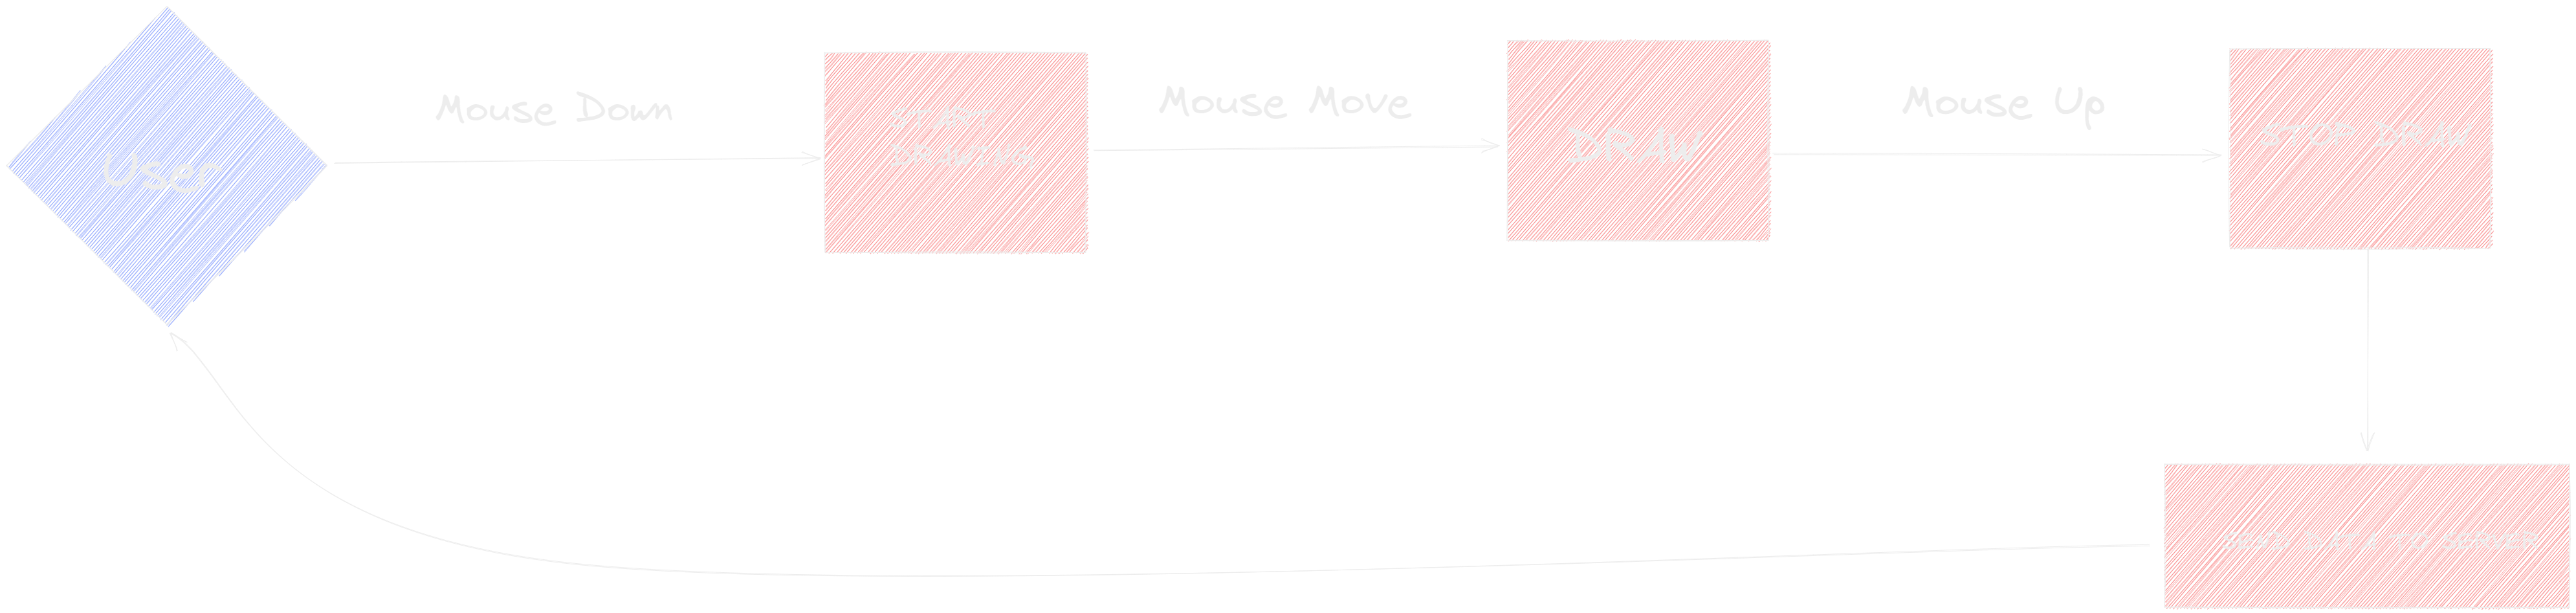 User
Mouse Down
START
DRAWING
Mouse Move
DRAW
Mouse Up
STOP DRAW
SEND DATA TO SERVER